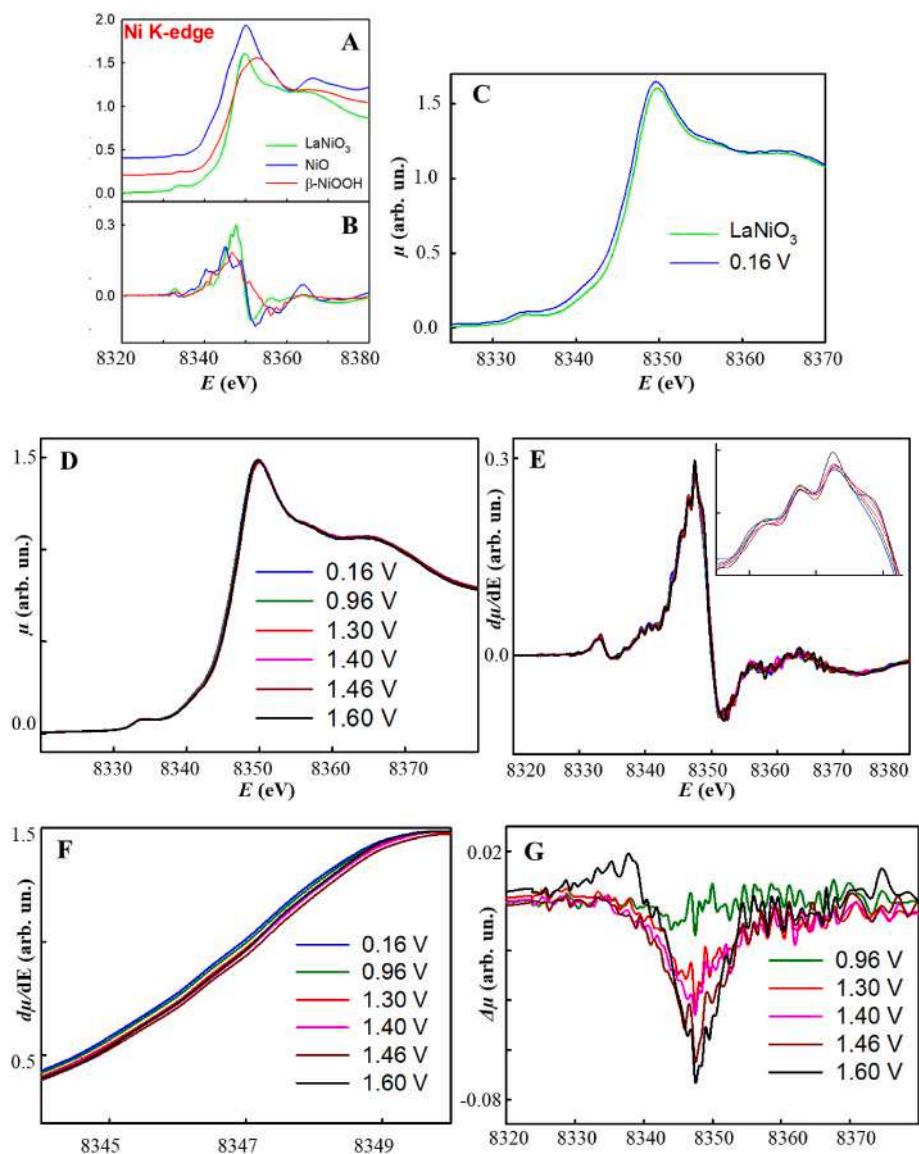 Ni K-edge
A
2.0
1.5
1.0
0.5
0.0
LaNiO3
NiO
β-NiOOH
B
0.3
0.0
8320 8340 8360 8380
E (eV)
C
1.5
1.0
0.5
0.0
μ (arb. un.)
LaNiO3
0.16 V
8330 8340 8350 8360 8370
E (eV)
D
1.5
0.0
μ (arb. un.)
0.16 V
0.96 V
1.30 V
1.40 V
1.46 V
1.60 V
8330 8340 8350 8360 8370
E (eV)
E
0.3
0.0
dμ/dE (arb. un.)
8320 8330 8340 8350 8360 8370 8380
E (eV)
F
1.5
0.5
dμ/dE (arb. un.)
0.16 V
0.96 V
1.30 V
1.40 V
1.46 V
1.60 V
8345 8347 8349
G
0.02
-0.08
Δμ (arb. un.)
0.96 V
1.30 V
1.40 V
1.46 V
1.60 V
8320 8330 8340 8350 8360 8370